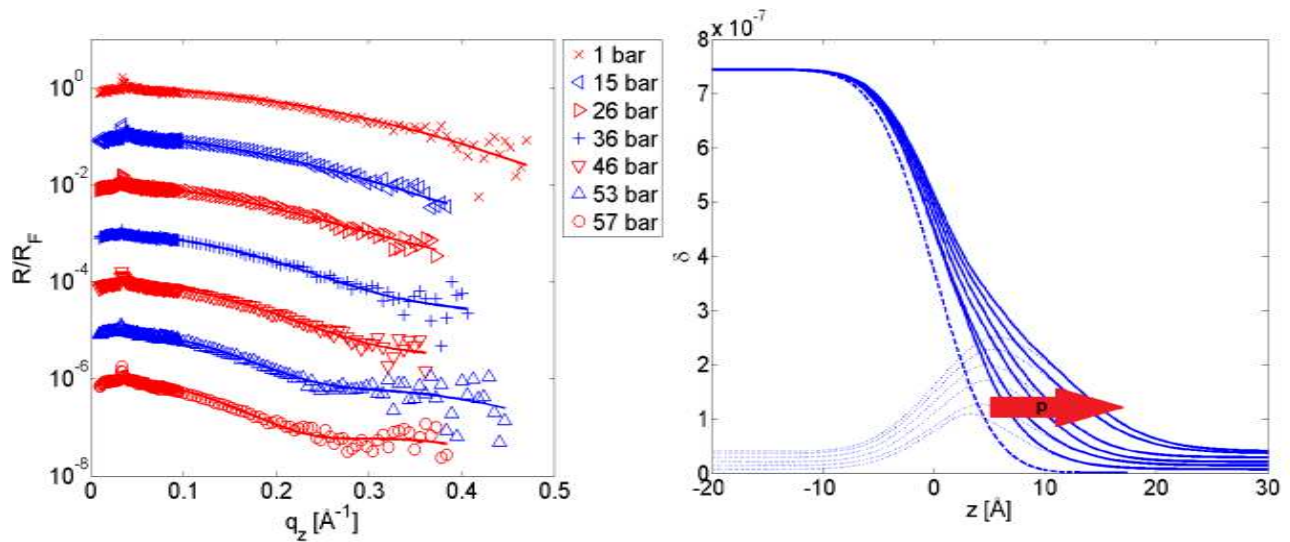 10^0
10^-2
10^-4
10^-6
10^-8
R/R_F
0 0.1 0.2 0.3 0.4 0.5
q_z [Å^-1]
1 bar
15 bar
26 bar
36 bar
46 bar
53 bar
57 bar
8 x 10^-7
7
6
5
4
3
2
1
0
δ
p
-20 -10 0 10 20 30
z [Å]